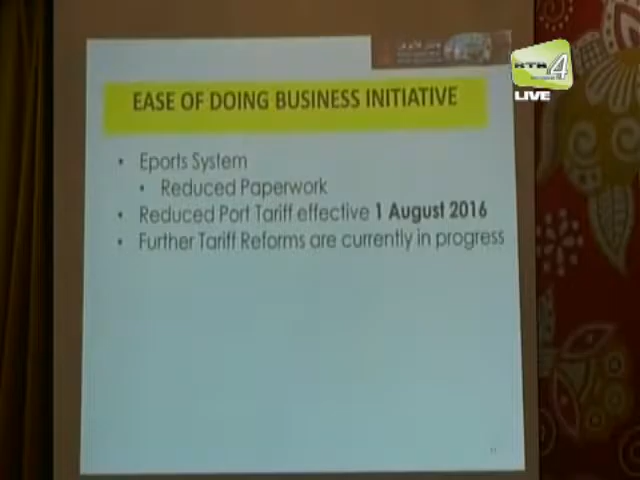 RTB4
LIVE
EASE OF DOING BUSINESS INITIATIVE
• Eports System
• Reduced Paperwork
• Reduced Port Tariff effective 1 August 2016
• Further Tariff Reforms are currently in progress